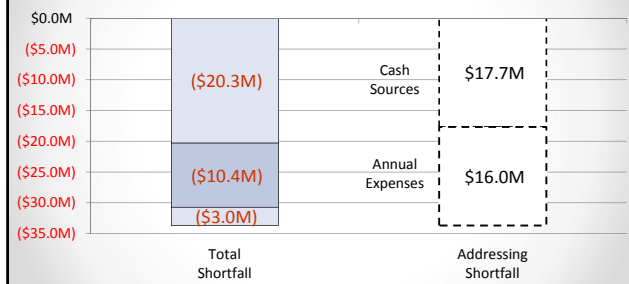 $0.0M
($5.0M)
($10.0M)
($15.0M)
($20.0M)
($25.0M)
($30.0M)
($35.0M)
($20.3M)
($10.4M)
($3.0M)
Cash
Sources
$17.7M
Annual
Expenses
$16.0M
Total
Shortfall
Addressing
Shortfall